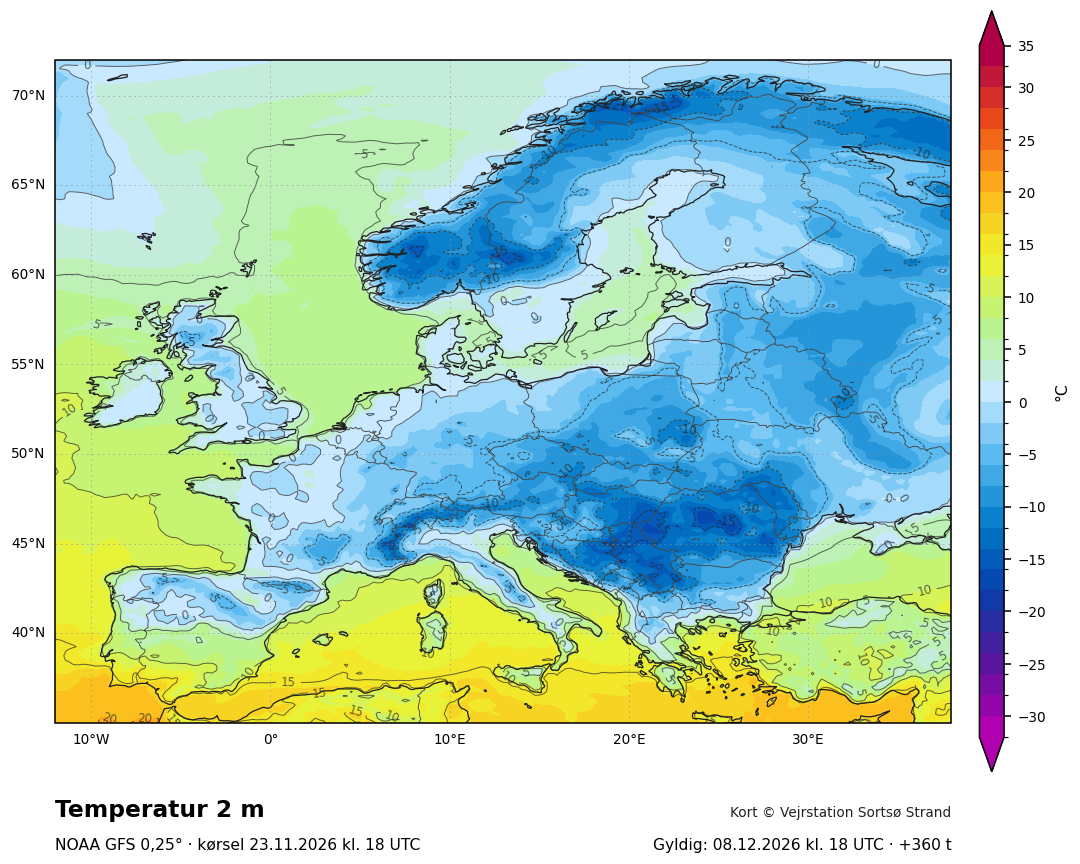 70°N
65°N
60°N
55°N
50°N
45°N
40°N
10°W
0°
10°E
20°E
30°E
35
30
25
20
15
10
5
0
−5
−10
−15
−20
−25
−30
°C
Temperatur 2 m
Kort © Vejrstation Sortsø Strand
NOAA GFS 0,25° · kørsel 23.11.2026 kl. 18 UTC
Gyldig: 08.12.2026 kl. 18 UTC · +360 t